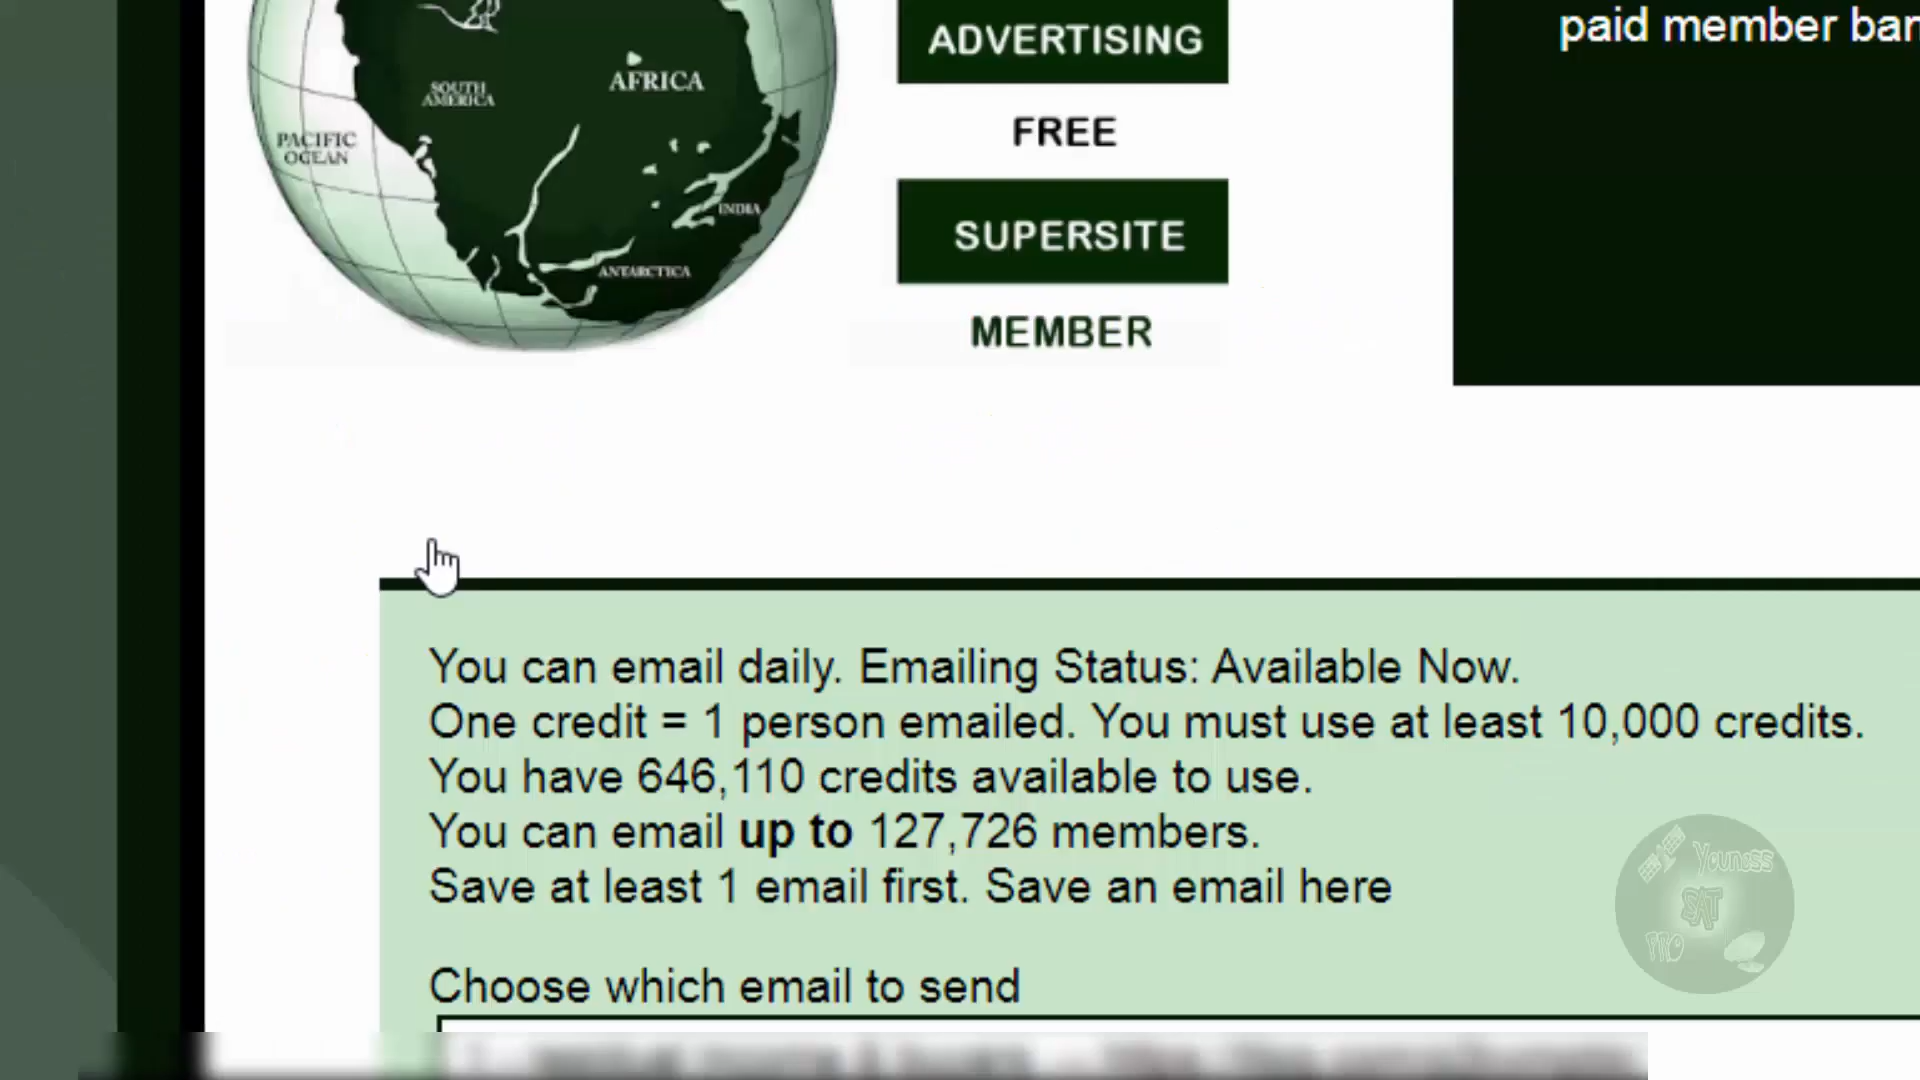 paid member
ADVERTISING
AFRICA
SOUTH
AMERICA
FREE
PACIFIC
OCEAN
INDIA
SUPERSITE
ANTARCTICA
MEMBER
You can email daily. Emailing Status: Available Now.
One credit = 1 person emailed. You must use at least 10,000 credits.
You have 646,110 credits available to use.
You can email up to 127,726 members.
Save at least 1 email first. Save an email here
Younass
SAT
PRO
Choose which email to send